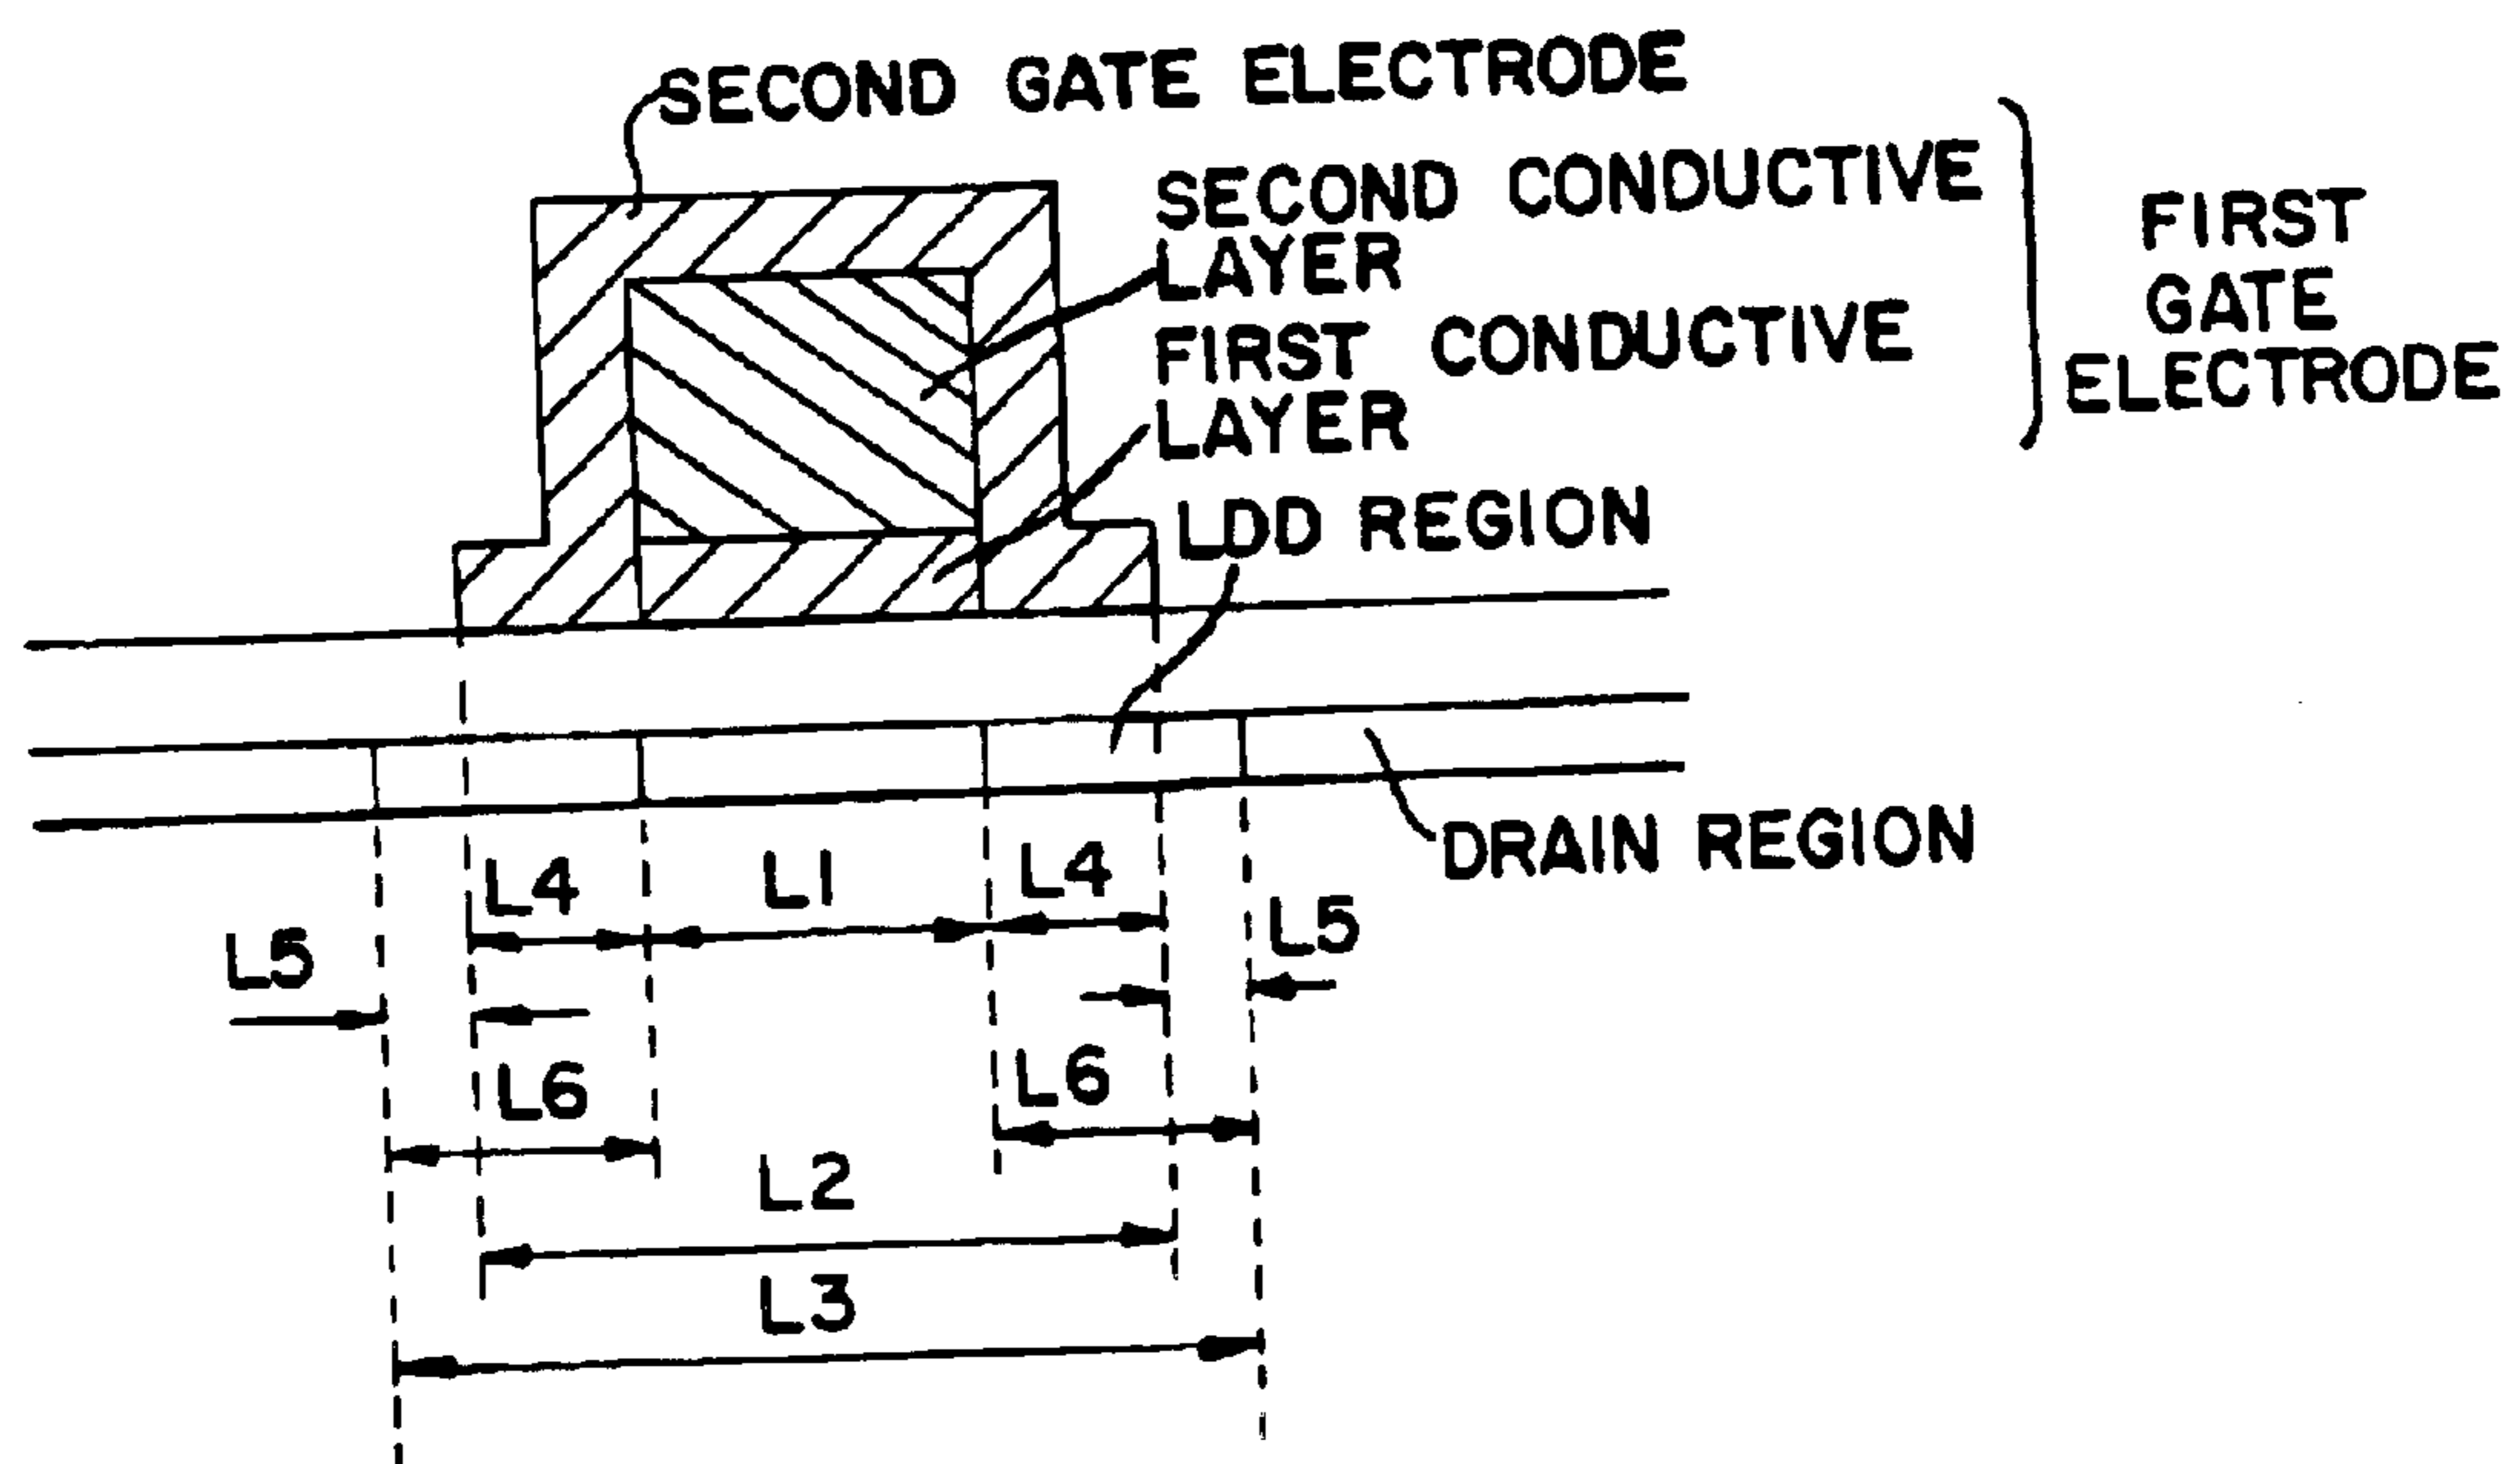 SECOND GATE ELECTRODE
SECOND CONDUCTIVE
LAYER
FIRST CONDUCTIVE
LAYER
FIRST
GATE
ELECTRODE
LDD REGION
DRAIN REGION
L4 L1 L4
L5 L5
L6 L6
L2
L3